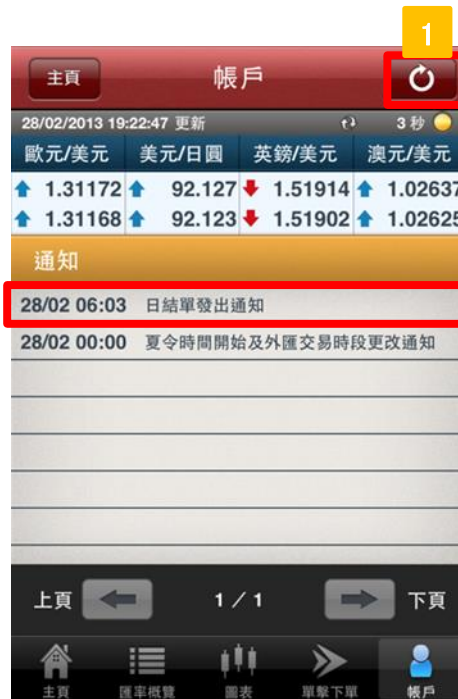 1
主頁 帳戶
28/02/2013 19:22:47 更新 3 秒
歐元/美元 美元/日圓 英鎊/美元 澳元/美元
1.31172 92.127 1.51914 1.02637
1.31168 92.123 1.51902 1.02625
通知
28/02 06:03 日結單發出通知
28/02 00:00 夏令時間開始及外匯交易時段更改通知
上頁 1 / 1 下頁
主頁 匯率概覽 圖表 單擊下單 帳戶